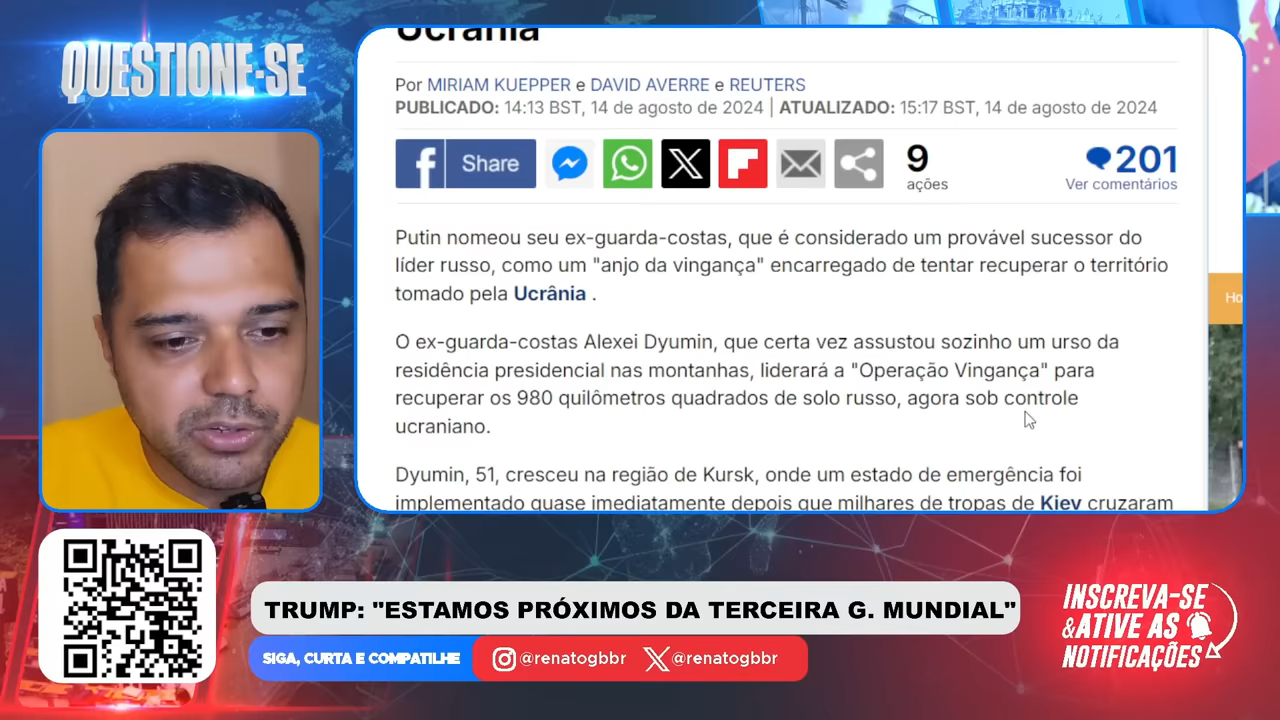 QUESTIONE-SE
Ucrânia
Por MIRIAM KUEPPER e DAVID AVERRE e REUTERS
PUBLICADO: 14:13 BST, 14 de agosto de 2024 | ATUALIZADO: 15:17 BST, 14 de agosto de 2024
f Share
9
ações
201
Ver comentários
Putin nomeou seu ex-guarda-costas, que é considerado um provável sucessor do
líder russo, como um "anjo da vingança" encarregado de tentar recuperar o território
tomado pela Ucrânia .
O ex-guarda-costas Alexei Dyumin, que certa vez assustou sozinho um urso da
residência presidencial nas montanhas, liderará a "Operação Vingança" para
recuperar os 980 quilômetros quadrados de solo russo, agora sob controle
ucraniano.
Dyumin, 51, cresceu na região de Kursk, onde um estado de emergência foi
implementado quase imediatamente depois que milhares de tropas de Kiev cruzaram
Ho
TRUMP: "ESTAMOS PRÓXIMOS DA TERCEIRA G. MUNDIAL"
SIGA, CURTA E COMPATILHE
@renatogbbr
@renatogbbr
INSCREVA-SE
&ATIVE AS
NOTIFICAÇÕES